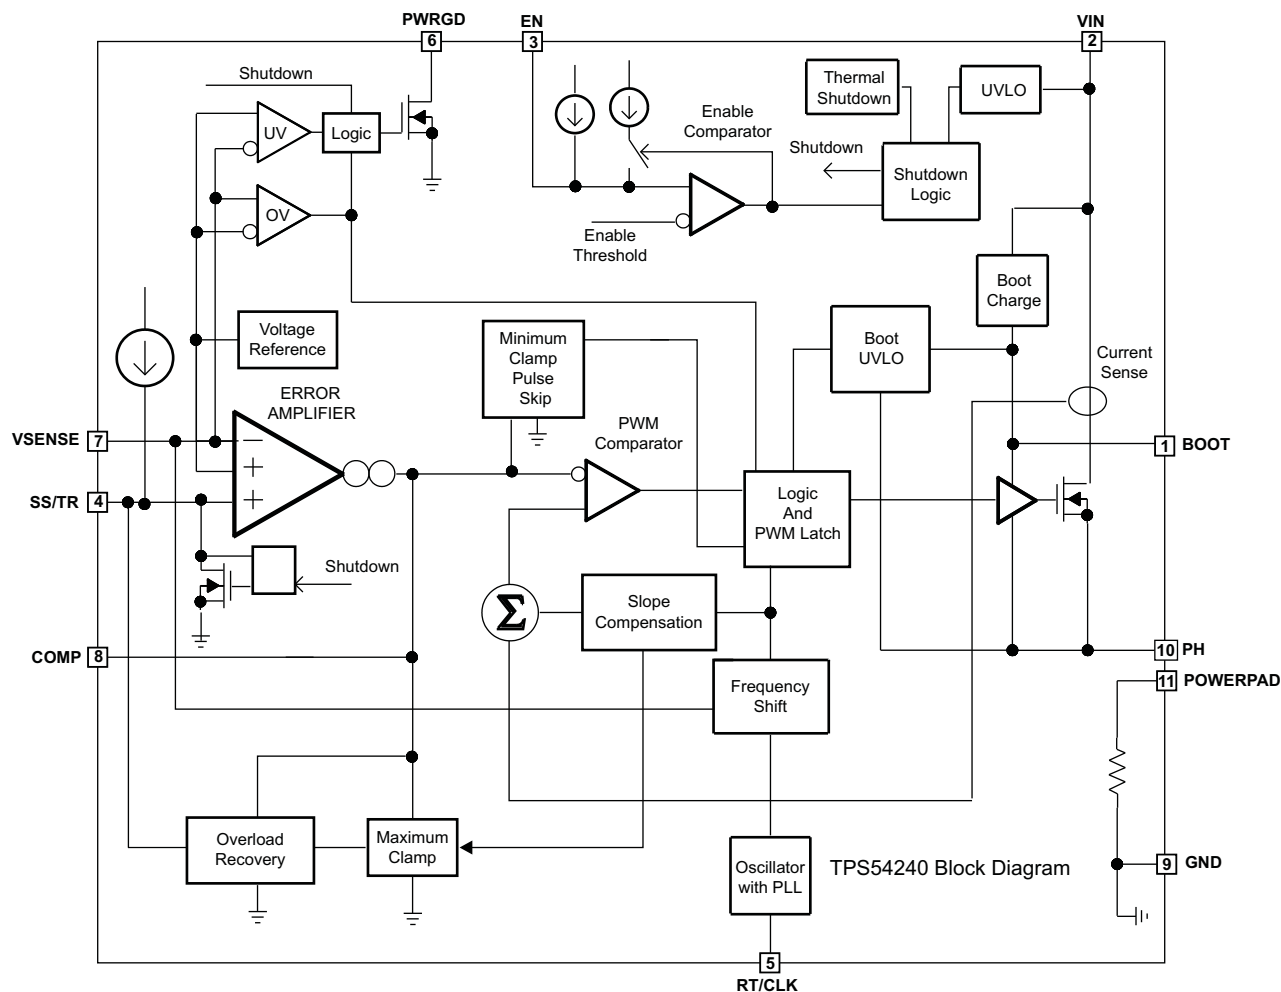 PWRGD
EN
VIN
6
3
2
Shutdown
Thermal
Shutdown
UVLO
UV
Logic
Enable
Comparator
Shutdown
Shutdown
Logic
OV
Enable
Threshold
Boot
Charge
Voltage
Reference
Minimum
Clamp
Pulse
Skip
Boot
UVLO
Current
Sense
ERROR
AMPLIFIER
PWM
Comparator
VSENSE
7
−
1
BOOT
+
SS/TR
4
+
Logic
And
PWM Latch
Shutdown
Σ
Slope
Compensation
COMP
8
10
PH
11
POWERPAD
Frequency
Shift
Overload
Recovery
Maximum
Clamp
Oscillator
with PLL
TPS54240 Block Diagram
9
GND
5
RT/CLK